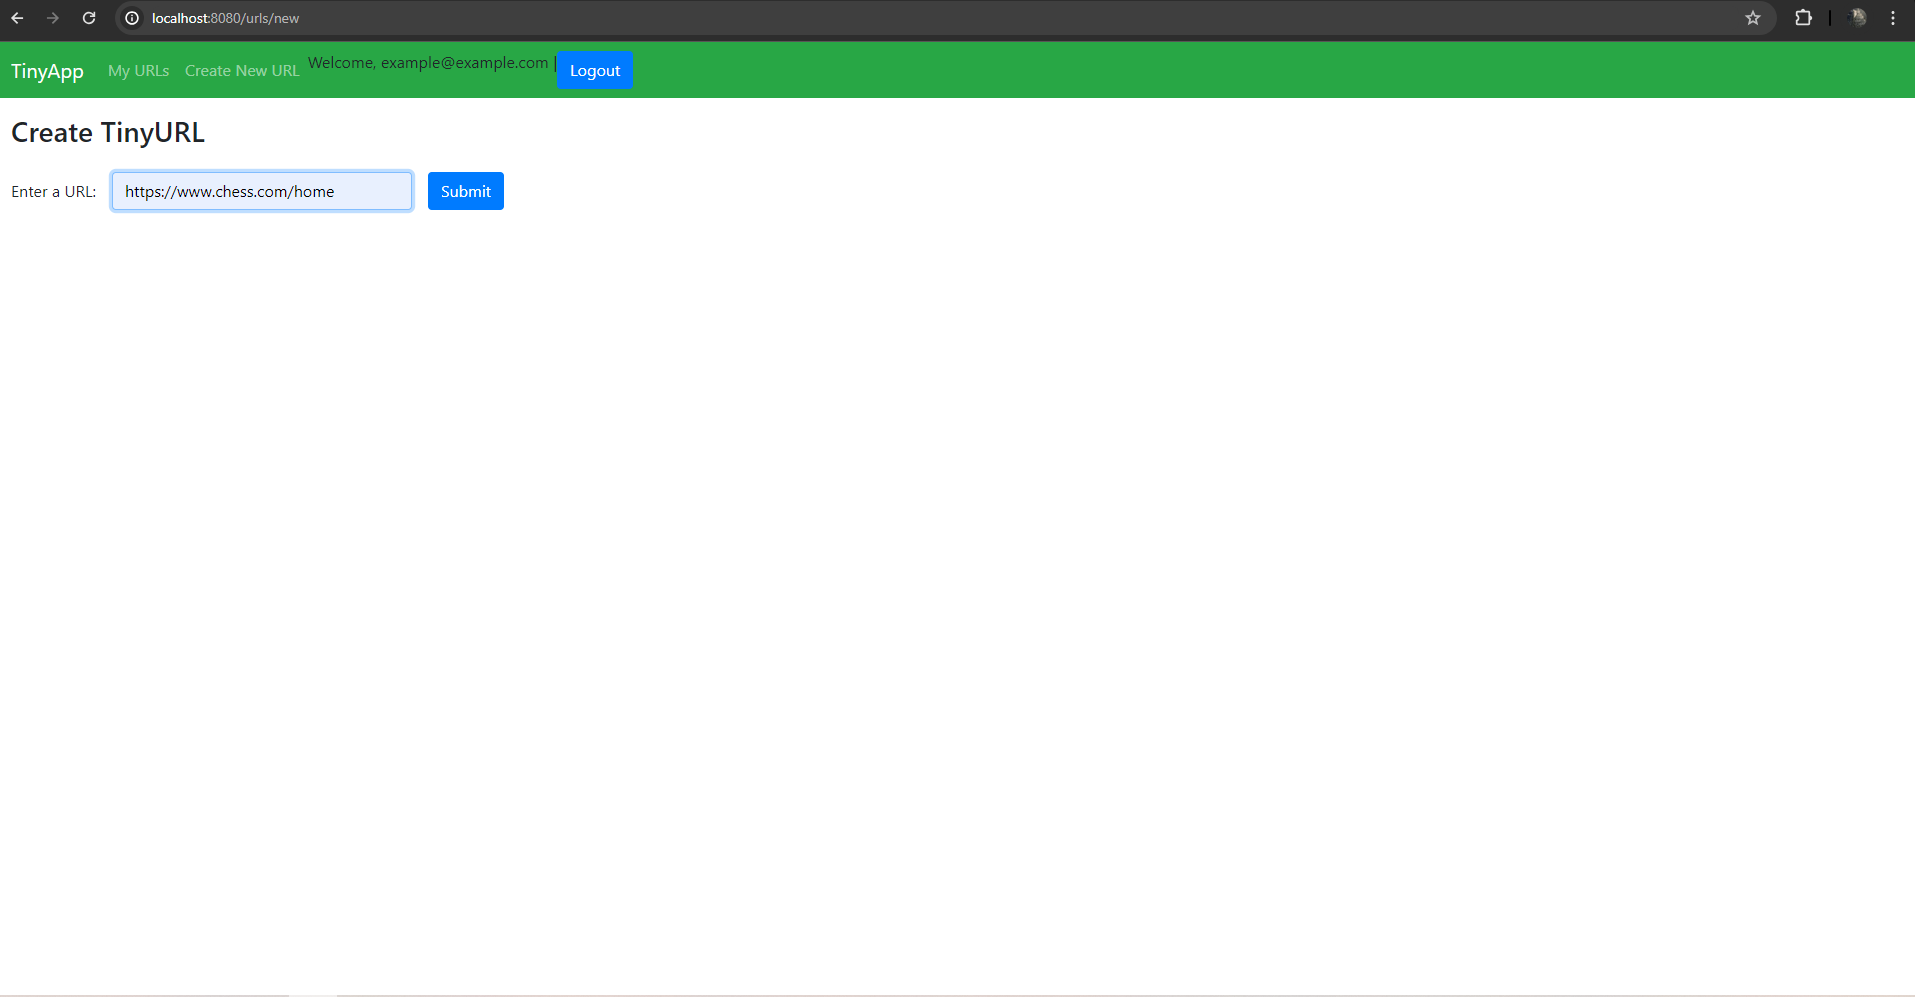 localhost:8080/urls/new
TinyApp My URLs Create New URL Welcome, example@example.com | Logout
Create TinyURL
Enter a URL: https://www.chess.com/home Submit